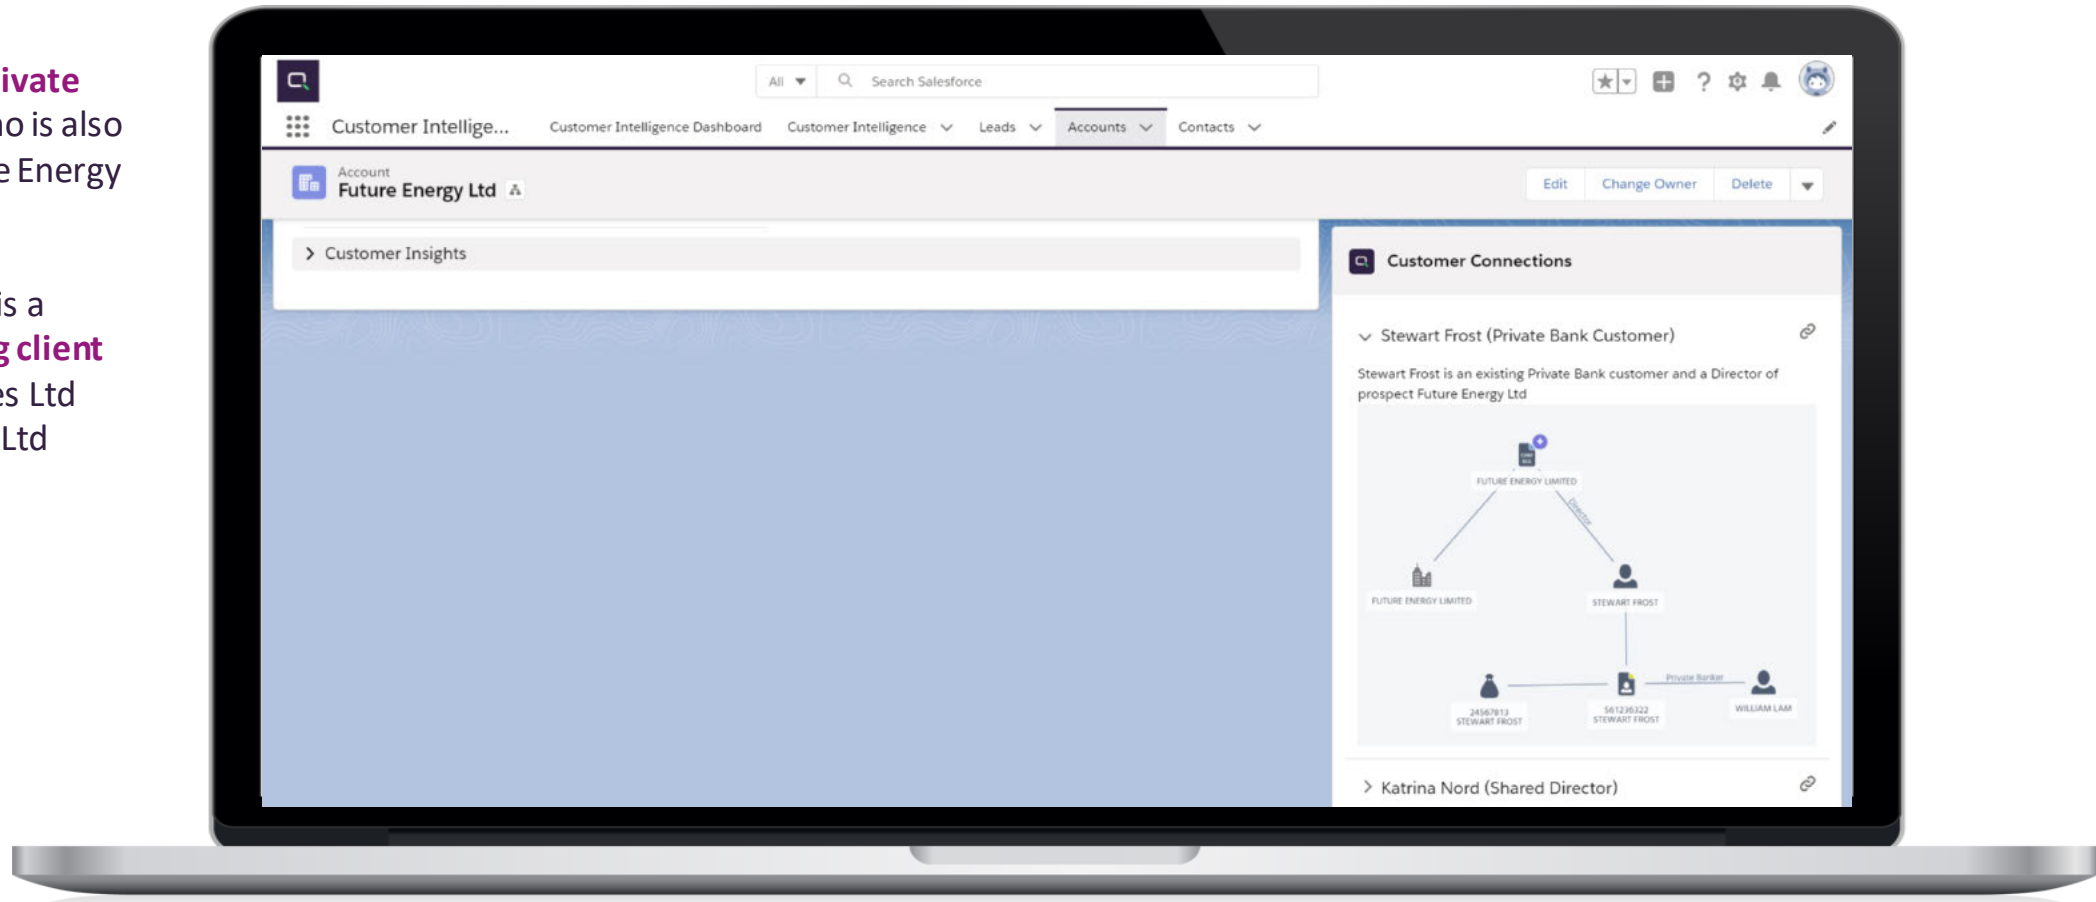 ivate
no is also
e Energy
is a
g client
es Ltd
Ltd
All
Search Salesforce
Customer Intellige...
Customer Intelligence Dashboard
Customer Intelligence
Leads
Accounts
Contacts
Account
Future Energy Ltd
Edit
Change Owner
Delete
Customer Insights
Customer Connections
Stewart Frost (Private Bank Customer)
Stewart Frost is an existing Private Bank customer and a Director of
prospect Future Energy Ltd
FUTURE ENERGY LIMITED
Director
FUTURE ENERGY LIMITED
STEWART FROST
Private Banker
24567813
STEWART FROST
561236322
STEWART FROST
WILLIAM LAM
Katrina Nord (Shared Director)